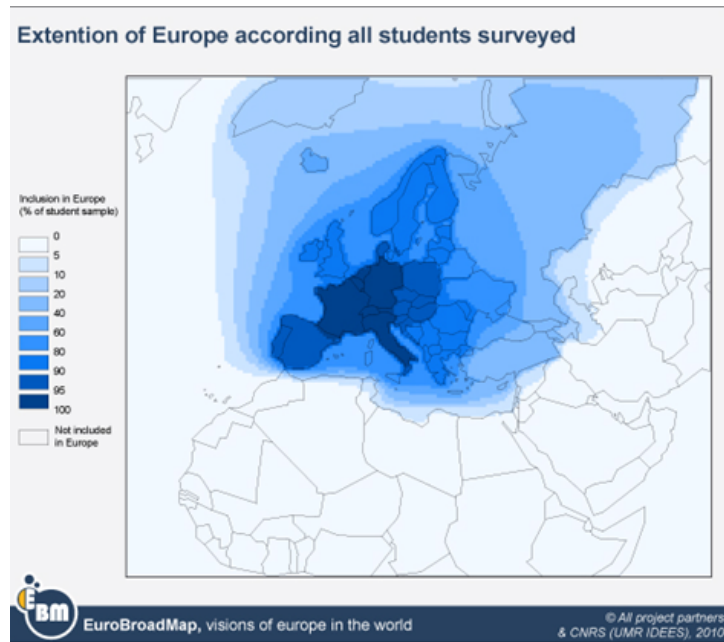 Extention of Europe according all students surveyed
Inclusion in Europe
(% of student sample)
0
5
10
20
40
60
80
90
95
100
Not included
in Europe
EBM
EuroBroadMap, visions of europe in the world
© All project partners
& CNRS (UMR IDEES), 2010